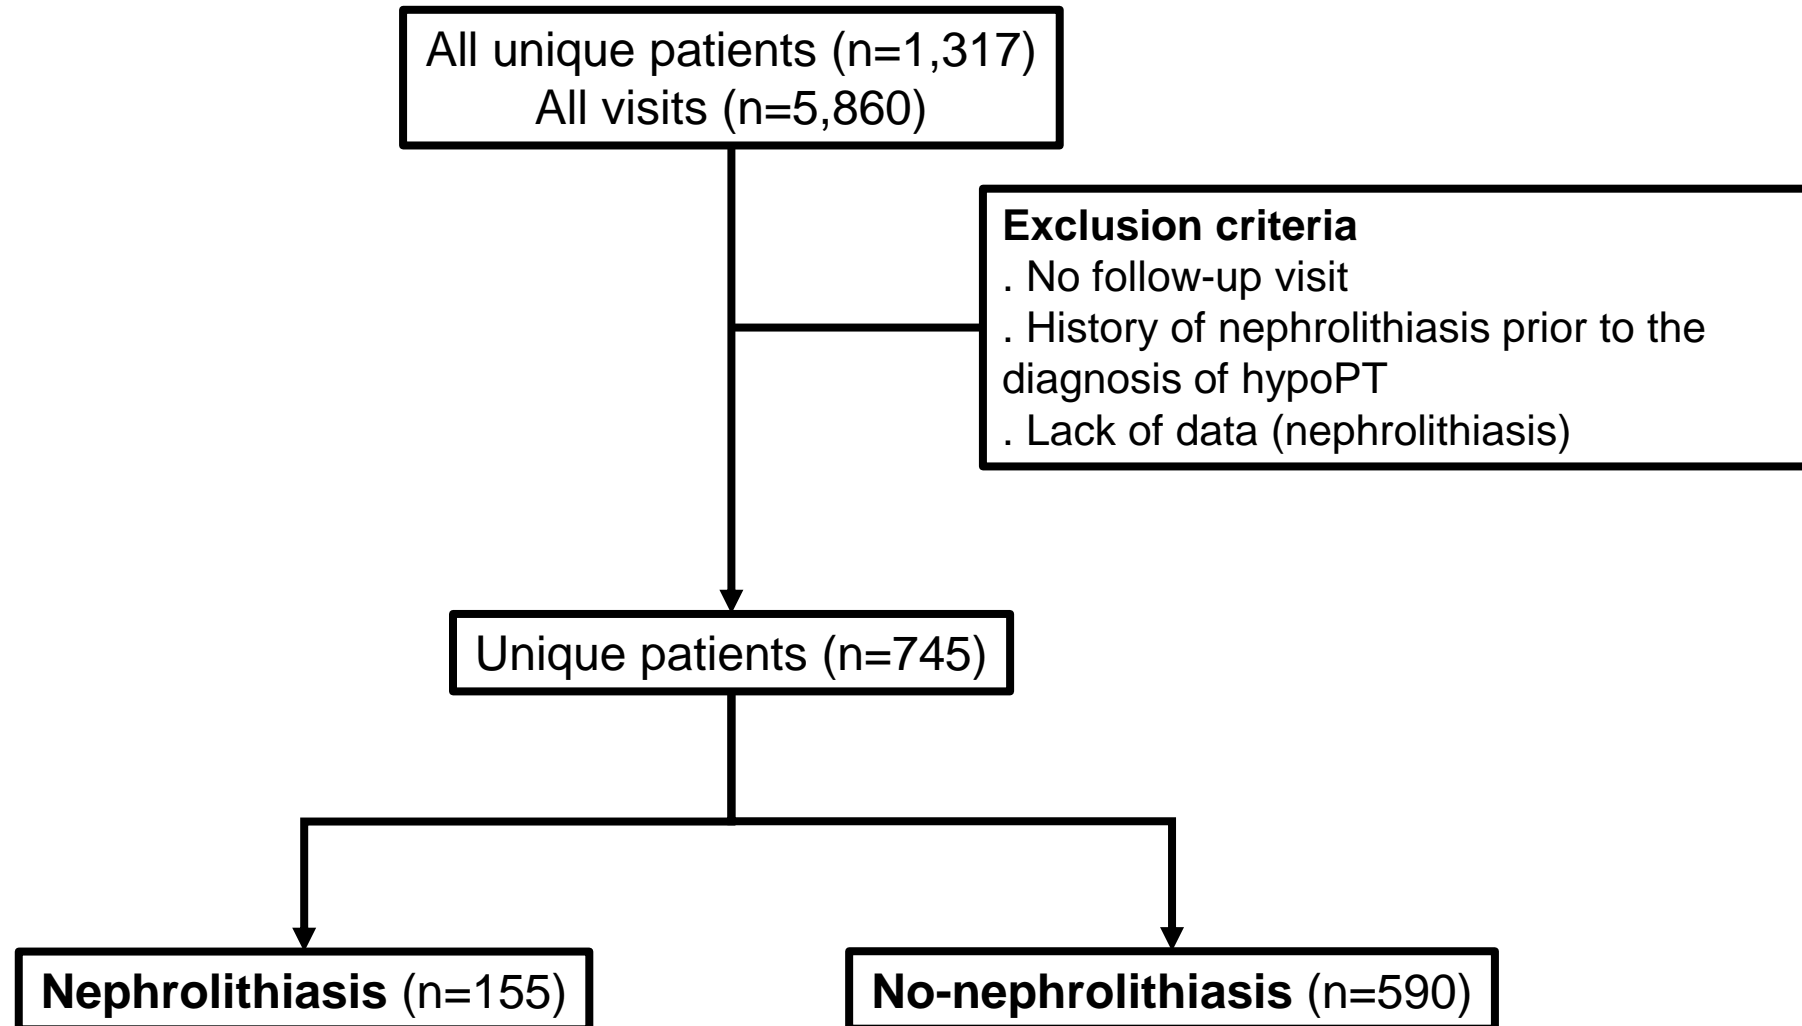 All unique patients (n=1,317)
All visits (n=5,860)
Exclusion criteria
. No follow-up visit
. History of nephrolithiasis prior to the
diagnosis of hypoPT
. Lack of data (nephrolithiasis)
Unique patients (n=745)
Nephrolithiasis (n=155)
No-nephrolithiasis (n=590)